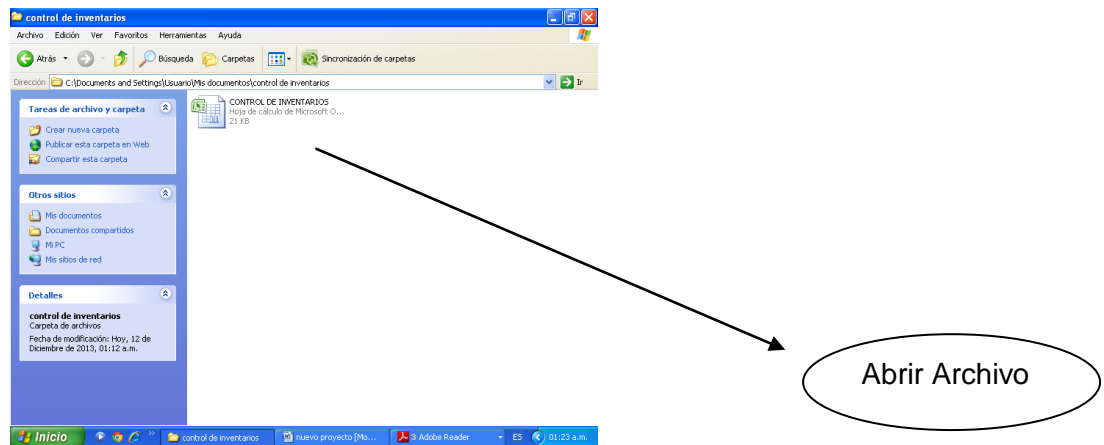 control de inventarios
Archivo Edición Ver Favoritos Herramientas Ayuda
Atrás Búsqueda Carpetas Sincronización de carpetas
Dirección C:\Documents and Settings\Usuario\Mis documentos\control de inventarios Ir
Tareas de archivo y carpeta
Crear nueva carpeta
Publicar esta carpeta en Web
Compartir esta carpeta
Otros sitios
Mis documentos
Documentos compartidos
Mi PC
Mis sitios de red
Detalles
control de inventarios
Carpeta de archivos
Fecha de modificación: Hoy, 12 de
Diciembre de 2013, 01:12 a.m.
CONTROL DE INVENTARIOS
Hoja de cálculo de Microsoft O...
21 KB
Abrir Archivo
Inicio » control de inventarios nuevo proyecto [Mo... 3 Adobe Reader ES 01:23 a.m.